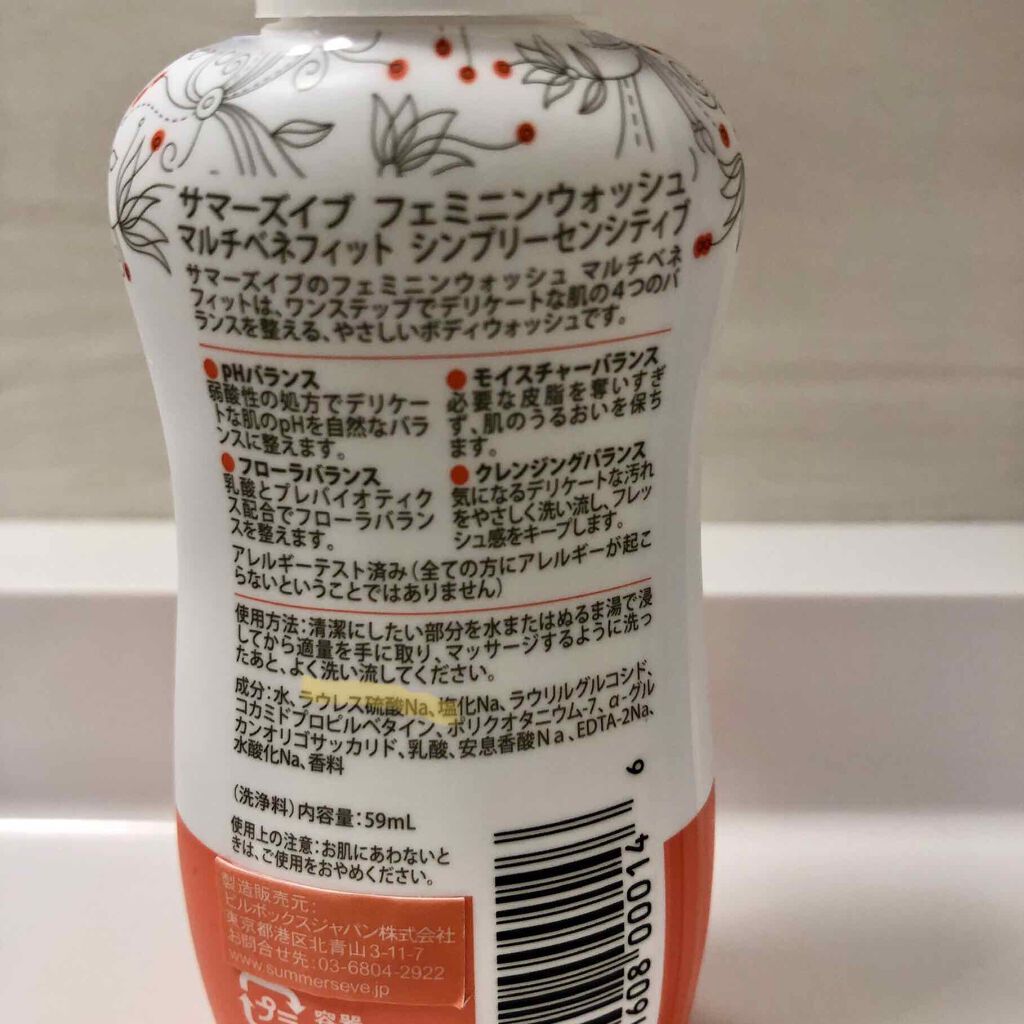 サマーズイブ フェミニンウォッシュ
マルチベネフィット シンプリーセンシティブ
サマーズイブのフェミニンウォッシュ マルチベネ
フィットは、ワンステップでデリケートな肌の4つのバ
ランスを整える、やさしいボディウォッシュです。
●pHバランス
弱酸性の処方でデリケー
トな肌のpHを自然なバラ
ンスに整えます。
●モイスチャーバランス
必要な皮脂を奪いすぎ
ず、肌のうるおいを保ち
ます。
●フローラバランス
乳酸とプレバイオティク
ス配合でフローラバラン
スを整えます。
●クレンジングバランス
気になるデリケートな汚れ
をやさしく洗い流し、フレッ
シュ感をキープします。
アレルギーテスト済み(全ての方にアレルギーが起こ
らないということではありません)
使用方法:清潔にしたい部分を水またはぬるま湯で浸
してから適量を手に取り、マッサージするように洗っ
たあと、よく洗い流してください。
成分:水、ラウレス硫酸Na、塩化Na、ラウリルグルコシド、
コカミドプロピルベタイン、ポリクオタニウム-7、α-グル
カンオリゴサッカリド、乳酸、安息香酸Na、EDTA-2Na、
水酸化Na、香料
(洗浄料)内容量:59mL
使用上の注意:お肌にあわないと
きは、ご使用をおやめください。
製造販売元:
ピルボックスジャパン株式会社
東京都港区北青山3-11-7
お問合せ先:03-6804-2922
www.summerseve.jp
プラ
容器
608 00014 6